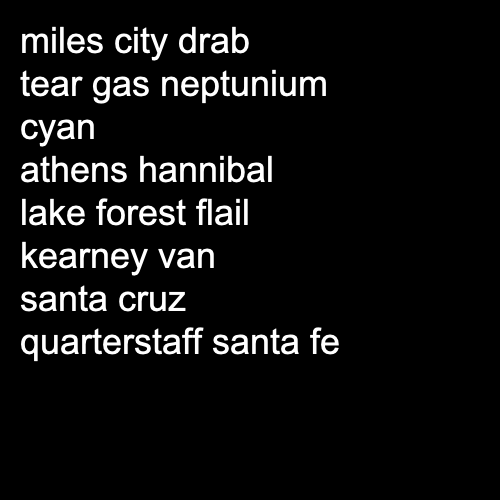 miles city drab
tear gas neptunium
cyan
athens hannibal
lake forest flail
kearney van
santa cruz
quarterstaff santa fe